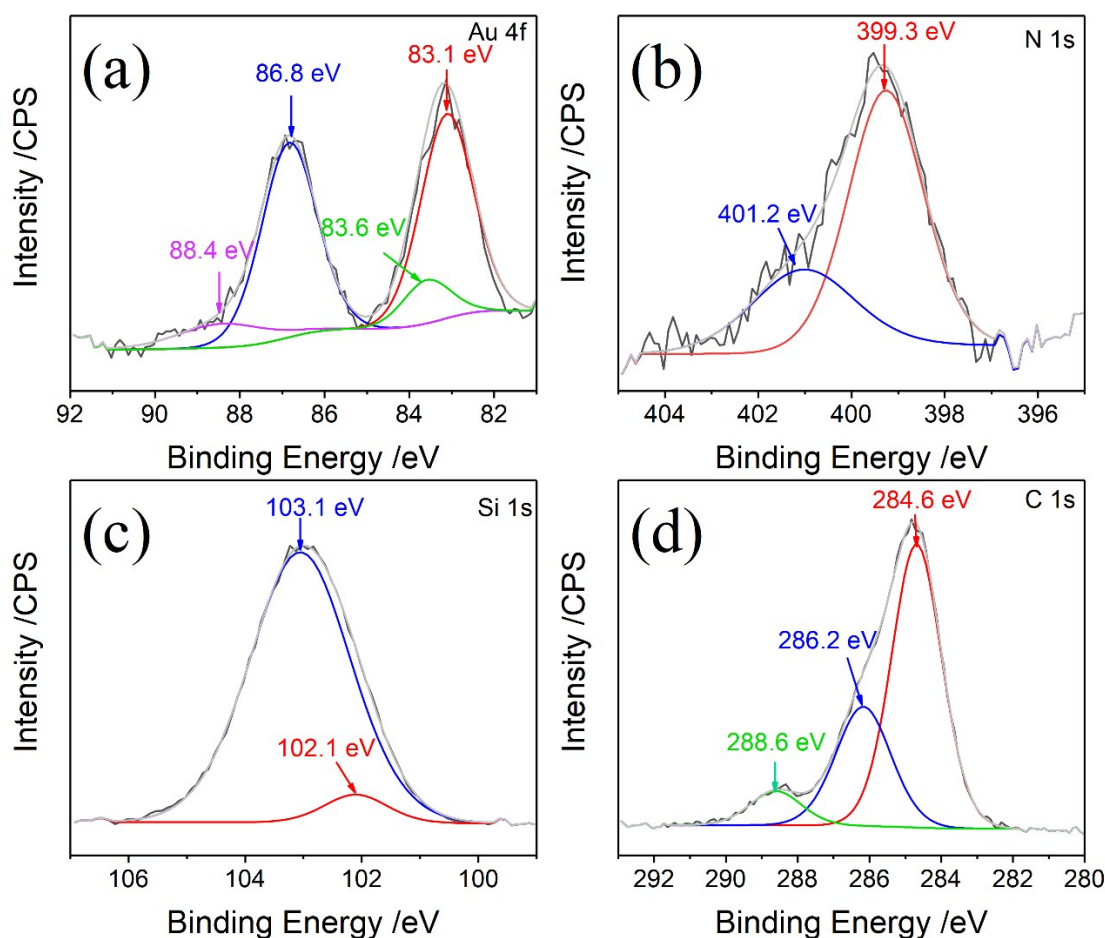 (a)
Au 4f
83.1 eV
86.8 eV
83.6 eV
88.4 eV
Intensity /CPS
92 90 88 86 84 82
Binding Energy /eV
(b)
N 1s
399.3 eV
401.2 eV
Intensity /CPS
404 402 400 398 396
Binding Energy /eV
(c)
Si 1s
103.1 eV
102.1 eV
Intensity /CPS
106 104 102 100
Binding Energy /eV
(d)
C 1s
284.6 eV
286.2 eV
288.6 eV
Intensity /CPS
292 290 288 286 284 282 280
Binding Energy /eV